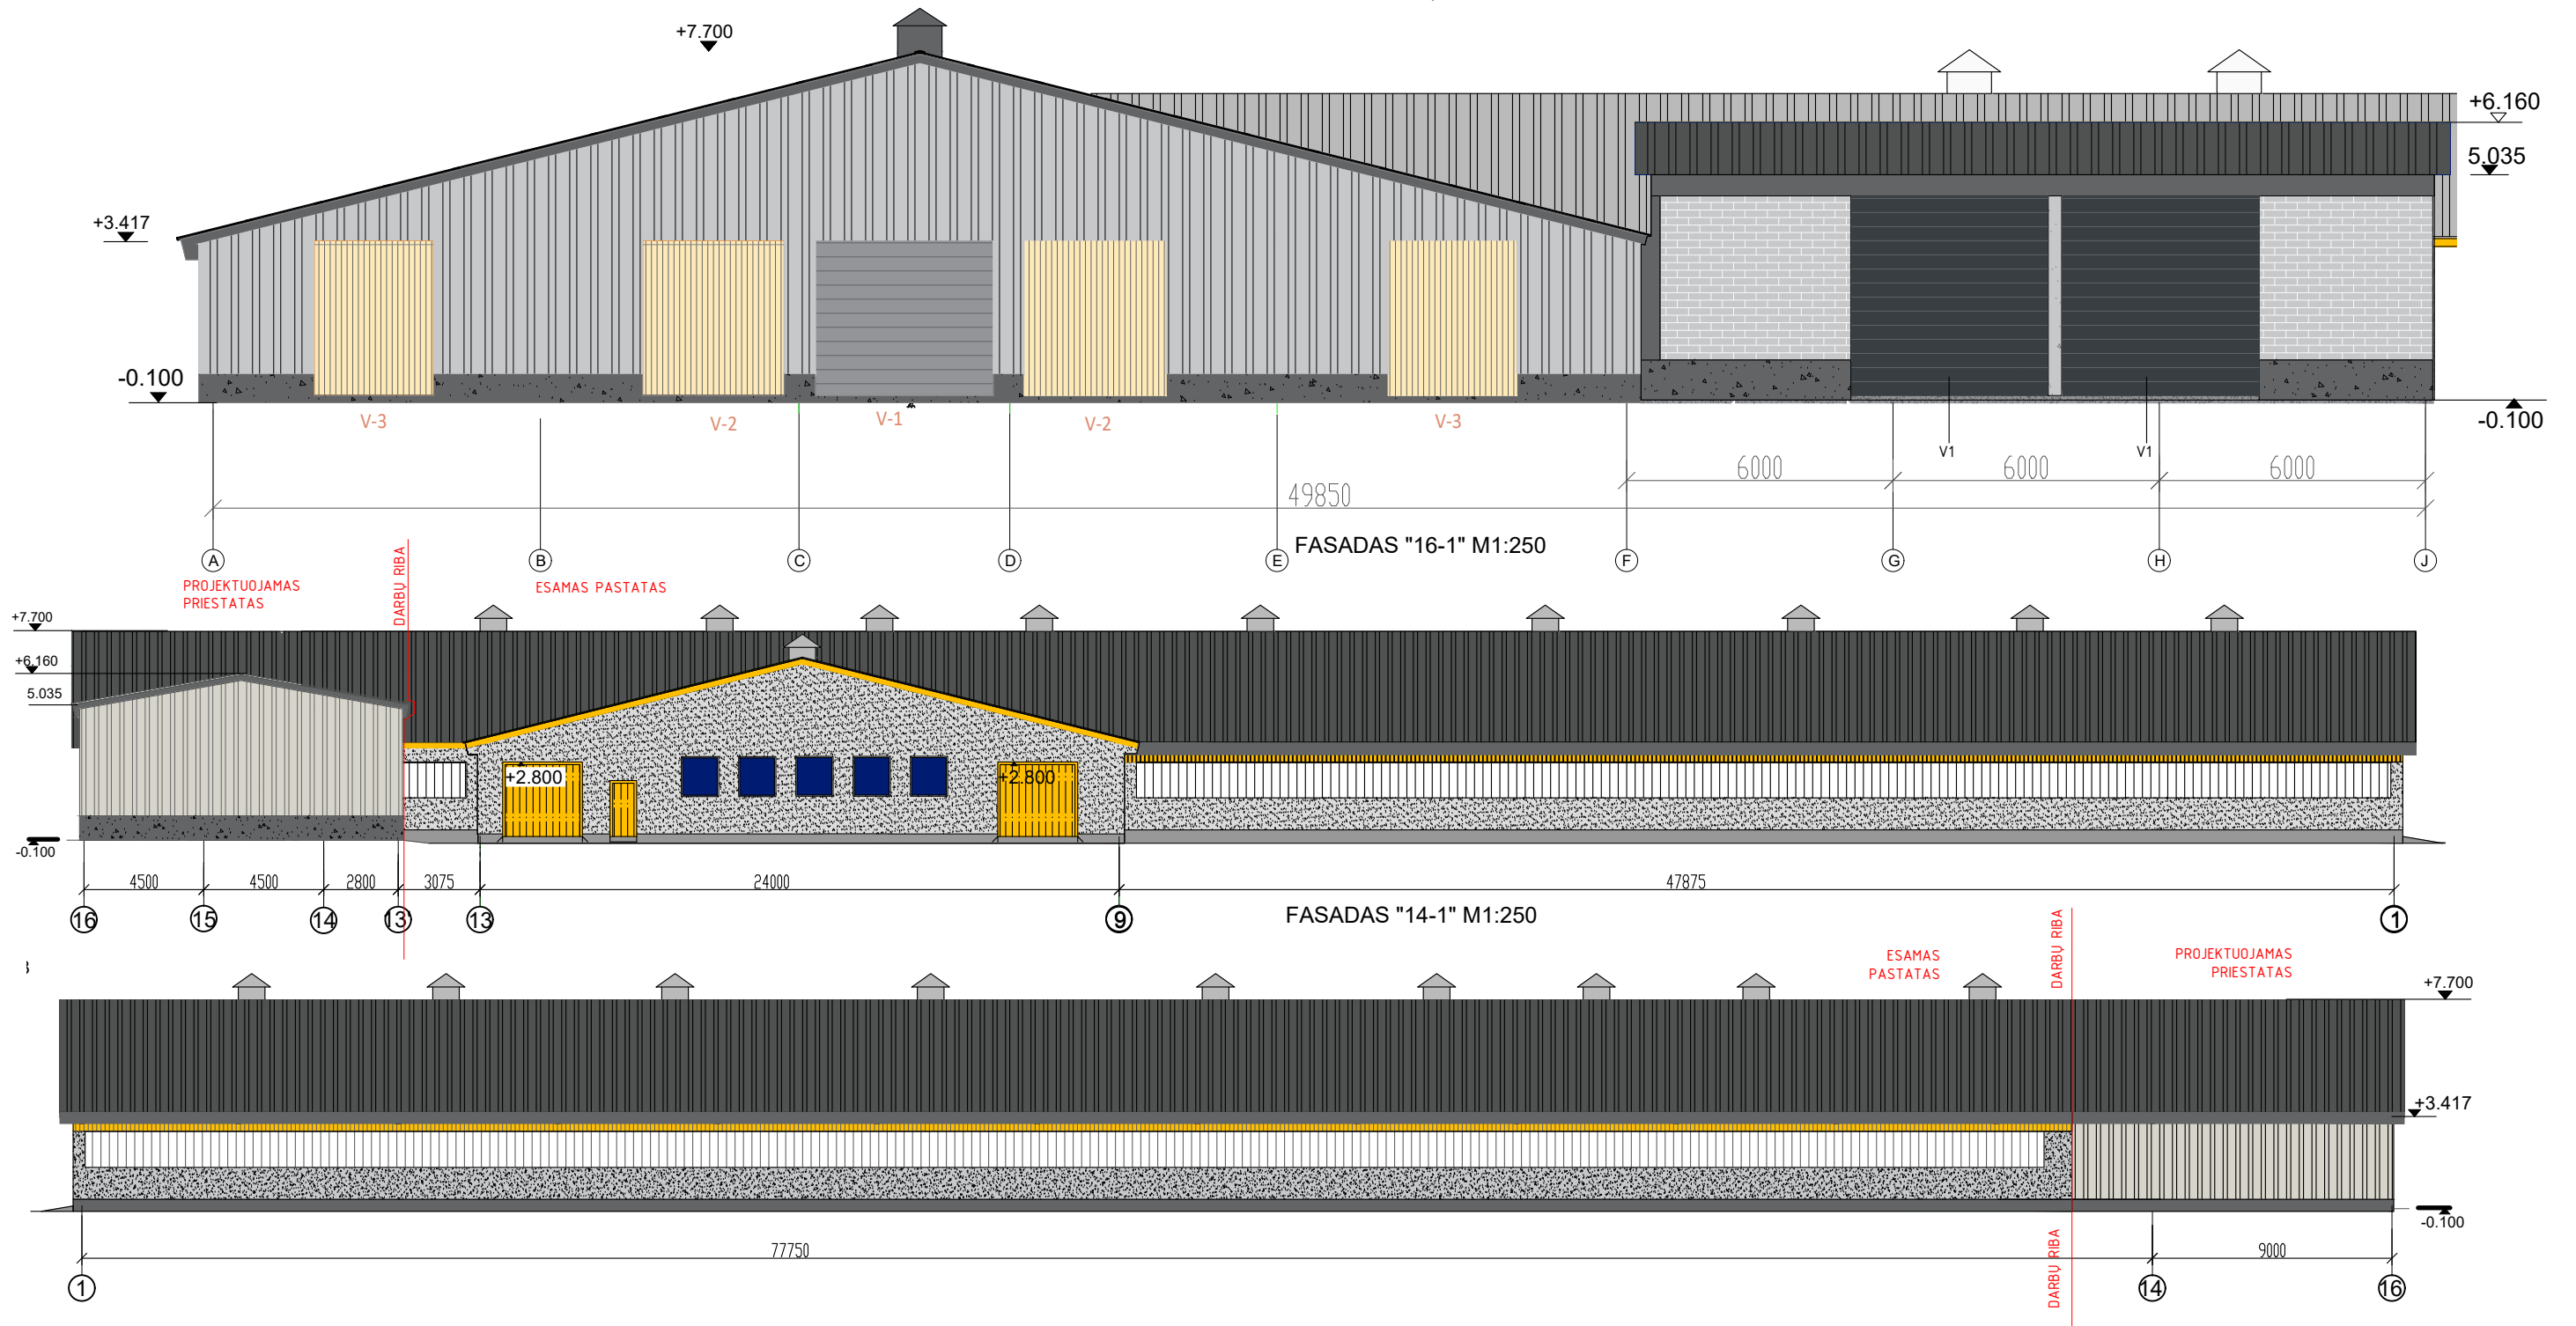 +7.700
+6.160
5.035
+3.417
-0.100
-0.100
V-3
V-2
V-1
V-2
V-3
V1
V1
6000
6000
6000
49850
A
B
C
D
E
F
G
H
J
FASADAS "16-1" M1:250
PROJEKTUOJAMAS
PRIESTATAS
DARBŲ RIBA
ESAMAS PASTATAS
+7.700
+6.160
5.035
+2.800
+2.800
-0.100
4500
4500
2800
3075
24000
47875
16
15
14
13'
13
9
1
FASADAS "14-1" M1:250
ESAMAS
PASTATAS
DARBŲ RIBA
PROJEKTUOJAMAS
PRIESTATAS
+7.700
+3.417
-0.100
DARBŲ RIBA
77750
9000
1
14
16